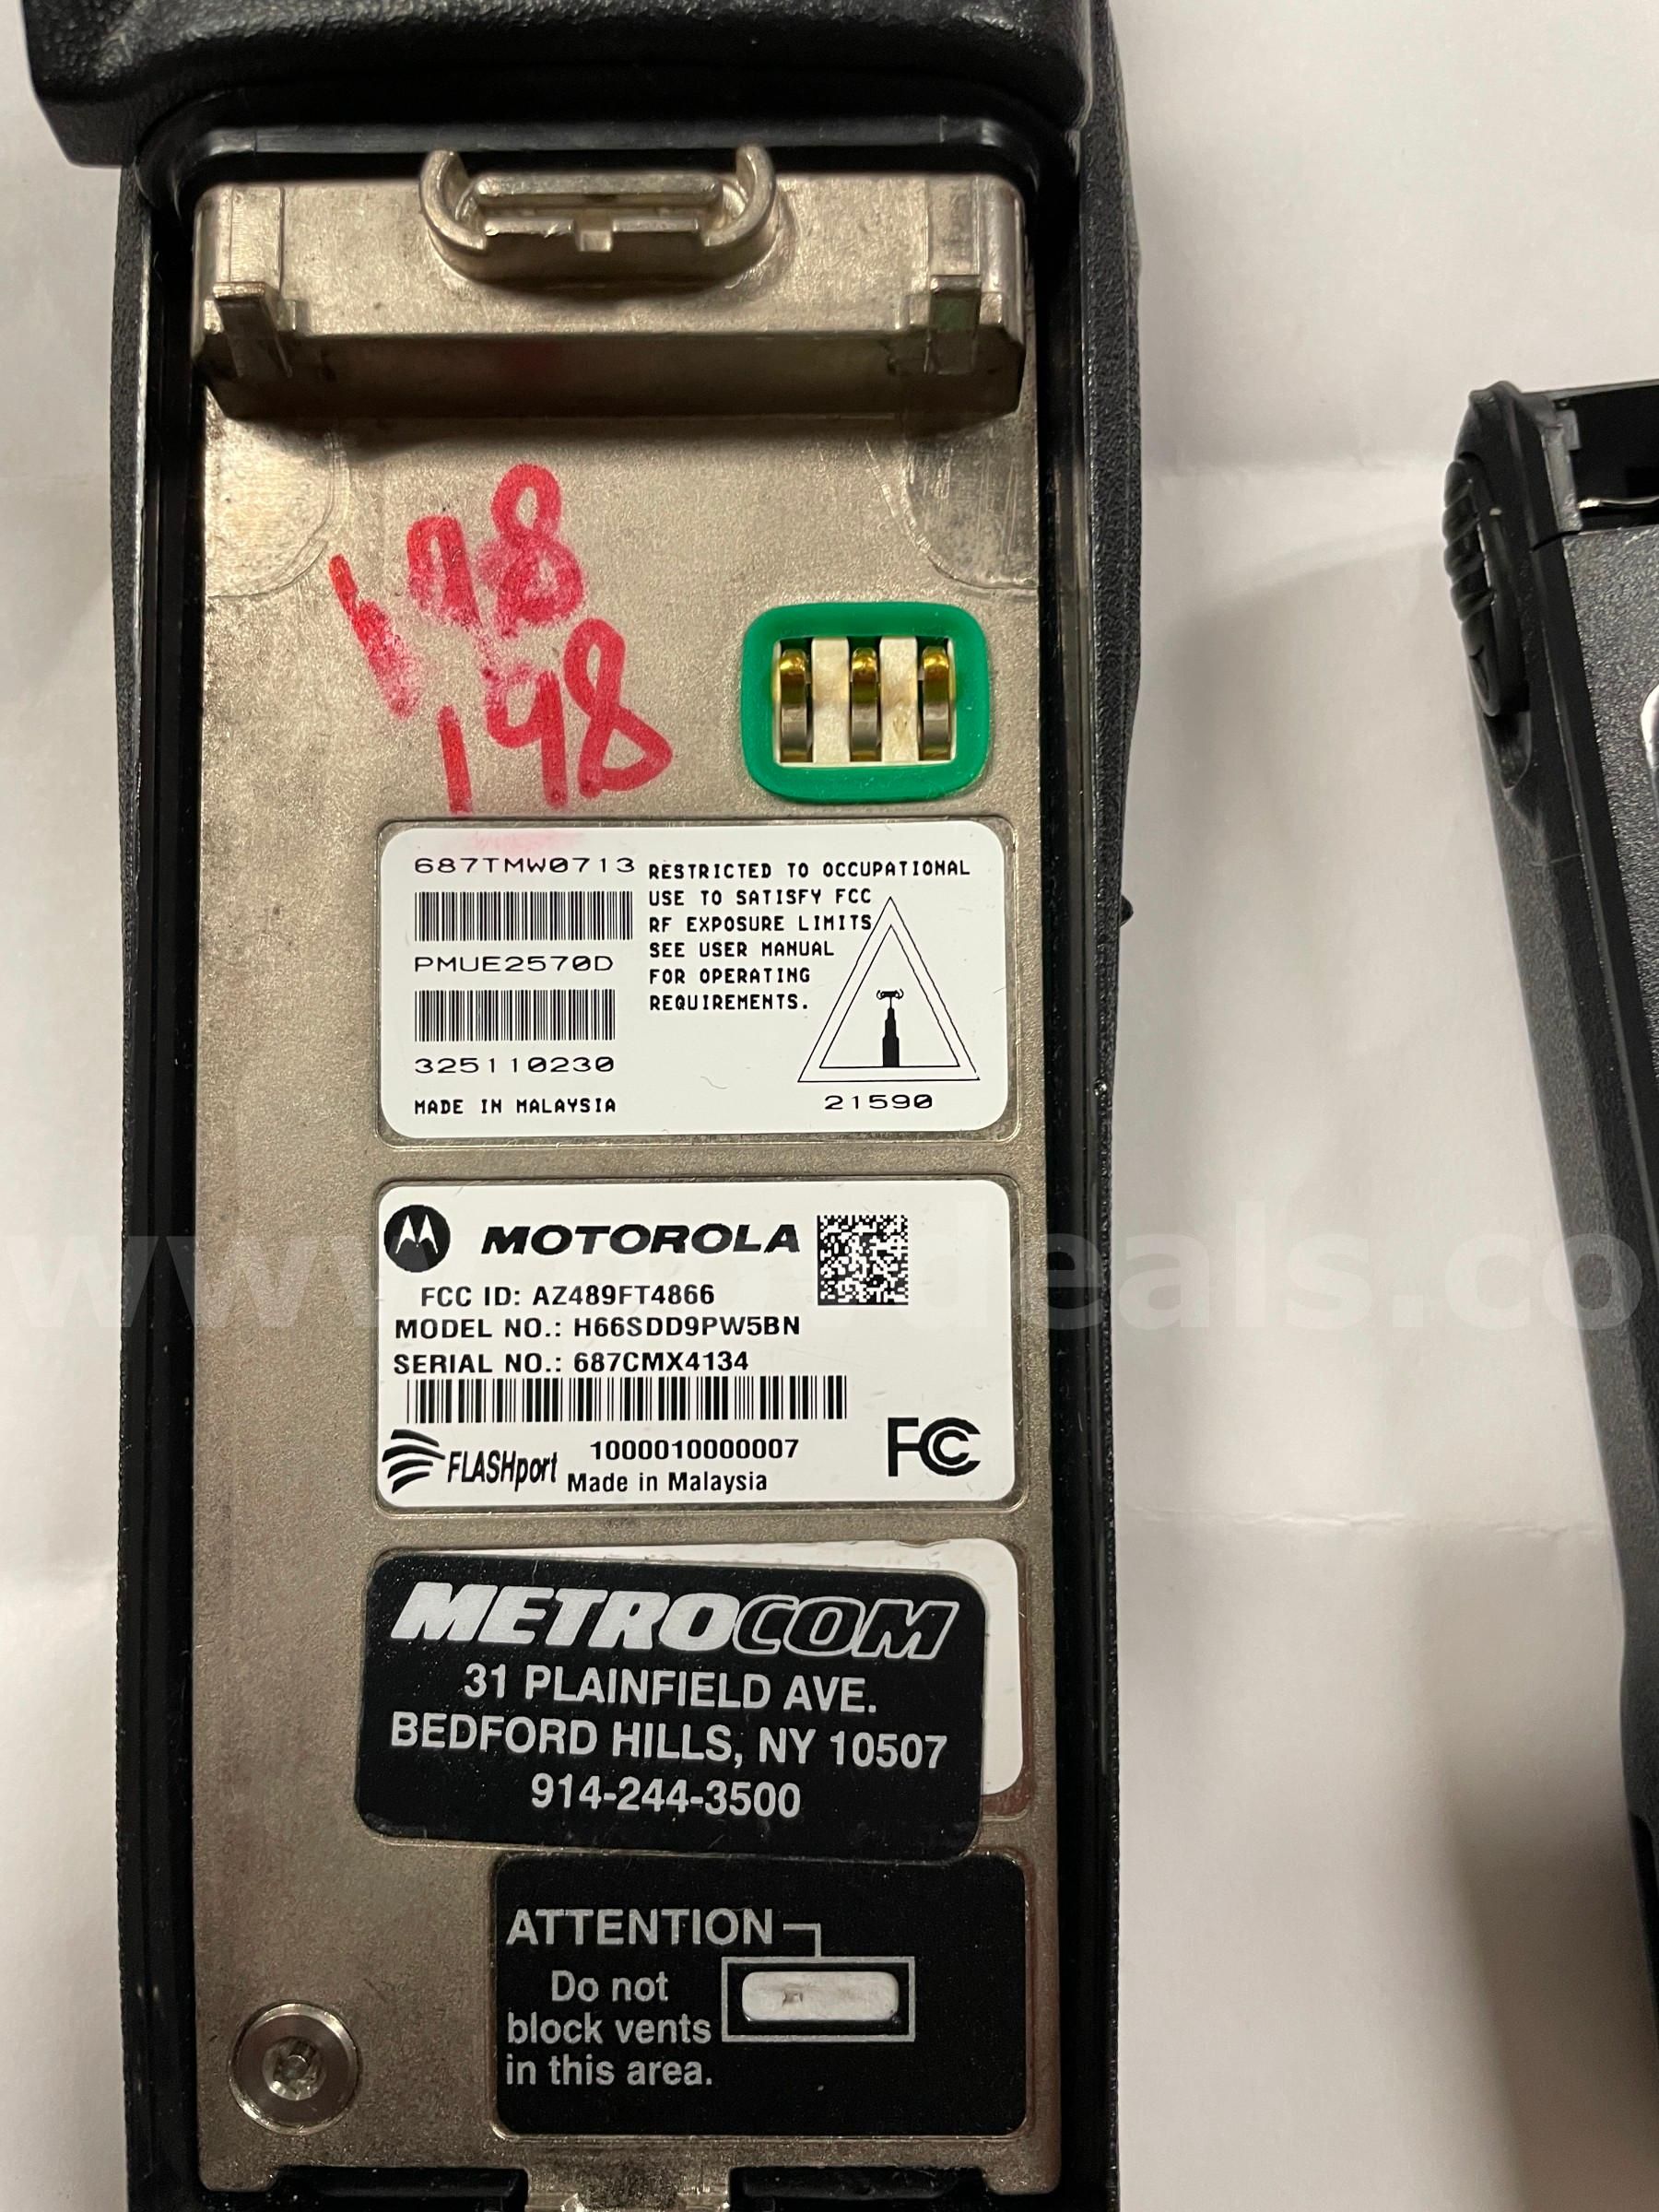 198
198
687TMW0713
PMUE2570D
325110230
MADE IN MALAYSIA
RESTRICTED TO OCCUPATIONAL
USE TO SATISFY FCC
RF EXPOSURE LIMITS
SEE USER MANUAL
FOR OPERATING
REQUIREMENTS.
21590
MOTOROLA
FCC ID: AZ489FT4866
MODEL NO.: H66SDD9PW5BN
SERIAL NO.: 687CMX4134
FLASHport
1000010000007
Made in Malaysia
FC
METROCOM
31 PLAINFIELD AVE.
BEDFORD HILLS, NY 10507
914-244-3500
ATTENTION
Do not
block vents
in this area.